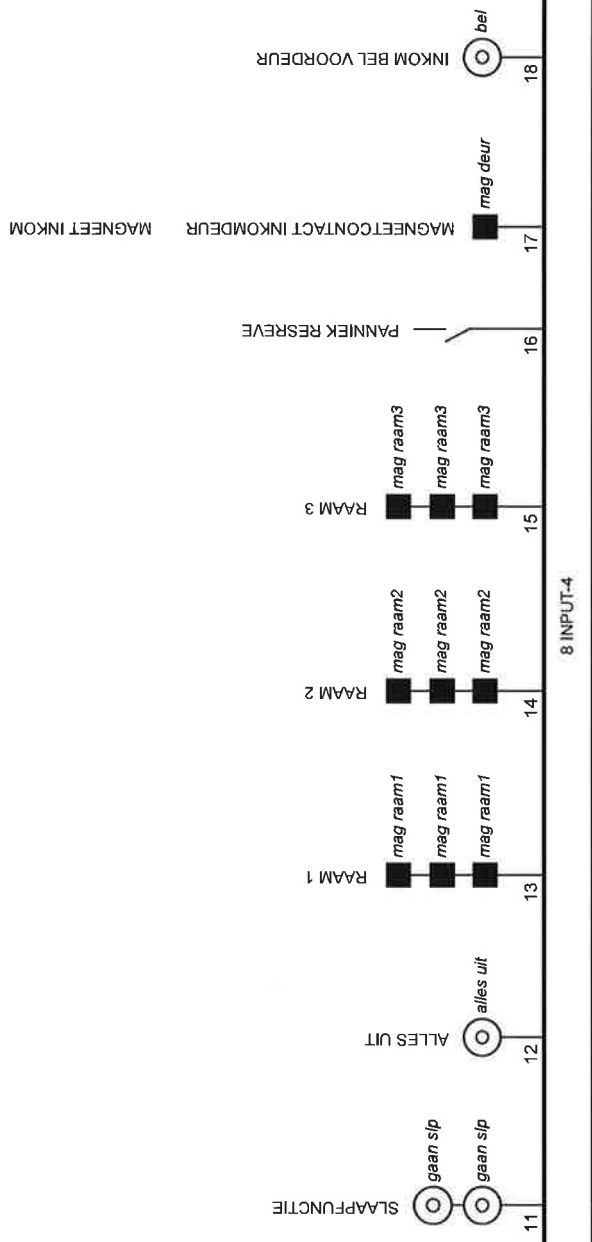 SLAAPFUNCTIE
gaan slp
gaan slp
11
ALLES UIT
alles uit
12
RAAM 1
mag raam1
mag raam1
mag raam1
13
RAAM 2
mag raam2
mag raam2
mag raam2
14
RAAM 3
mag raam3
mag raam3
mag raam3
15
PANNIEK RESREVE
16
MAGNEET INKOM
MAGNEETCONTACT INKOMDEUR
mag deur
17
INKOM BEL VOORDEUR
bel
18
8 INPUT-4